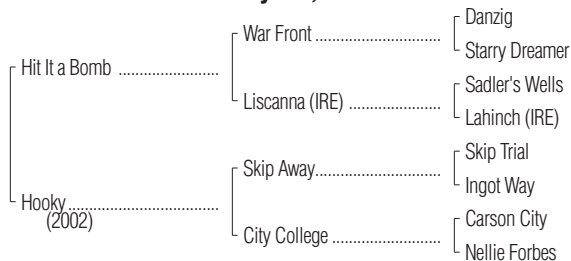 Danzig
War Front ........................
Starry Dreamer
Hit It a Bomb ........................
Sadler's Wells
Liscanna (IRE) ........................
Lahinch (IRE)
Skip Trial
Skip Away........................
Ingot Way
Hooky....................................
(2002)
Carson City
City College ........................
Nellie Forbes